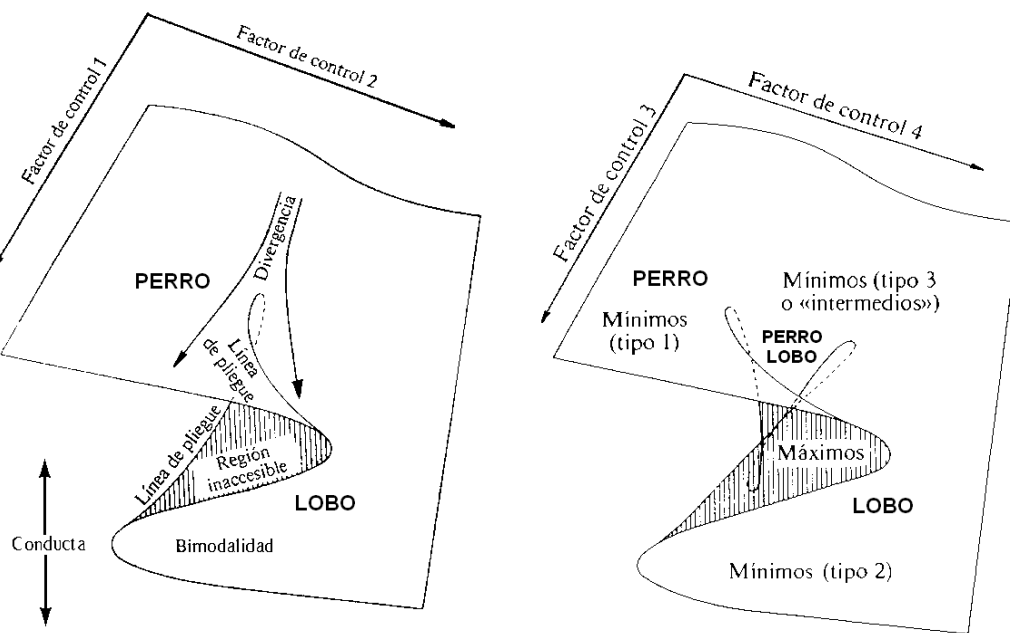 Factor de control 1
Factor de control 2
PERRO
Divergencia
Línea
de pliegue
Línea de pliegue
Región
inaccesible
LOBO
Conducta
Bimodalidad
Factor de control 3
Factor de control 4
PERRO
Mínimos (tipo 3
o «intermedios»)
Mínimos
(tipo 1)
PERRO
LOBO
Máximos
LOBO
Mínimos (tipo 2)